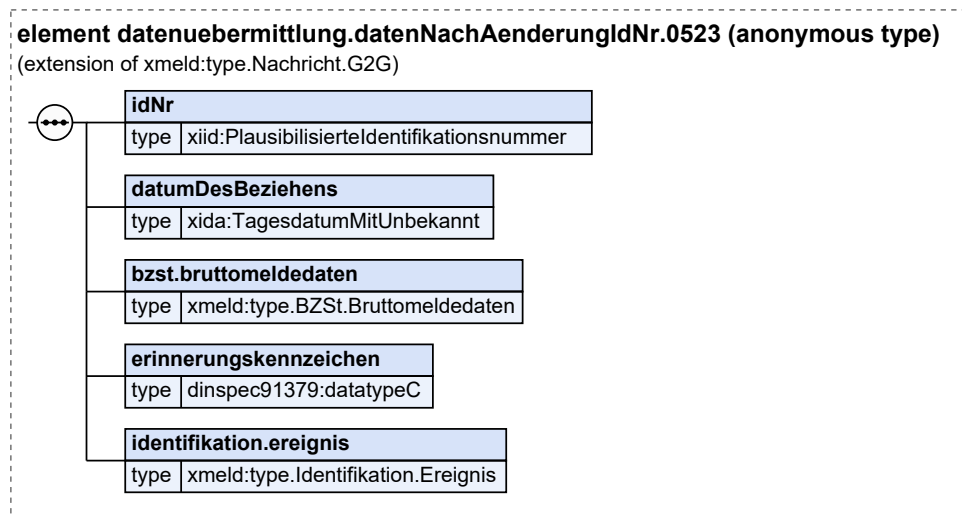 element datenuebermittlung.datenNachAenderungIdNr.0523 (anonymous type)
(extension of xmeld:type.Nachricht.G2G)
idNr
type xiid:PlausibilisierteIdentifikationsnummer
datumDesBeziehens
type xida:TagesdatumMitUnbekannt
bzst.bruttomeldedaten
type xmeld:type.BZSt.Bruttomeldedaten
erinnerungskennzeichen
type dinspec91379:datatypeC
identifikation.ereignis
type xmeld:type.Identifikation.Ereignis